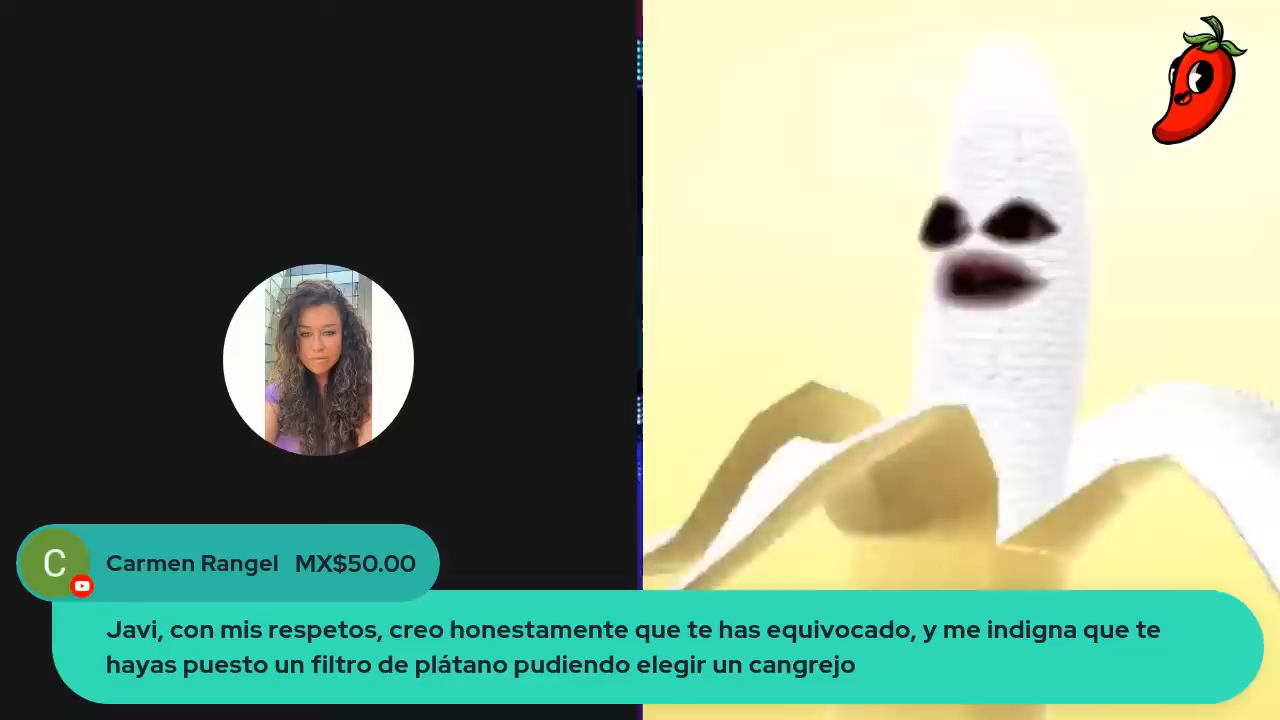 C
Carmen Rangel MX$50.00
Javi, con mis respetos, creo honestamente que te has equivocado, y me indigna que te
hayas puesto un filtro de plátano pudiendo elegir un cangrejo